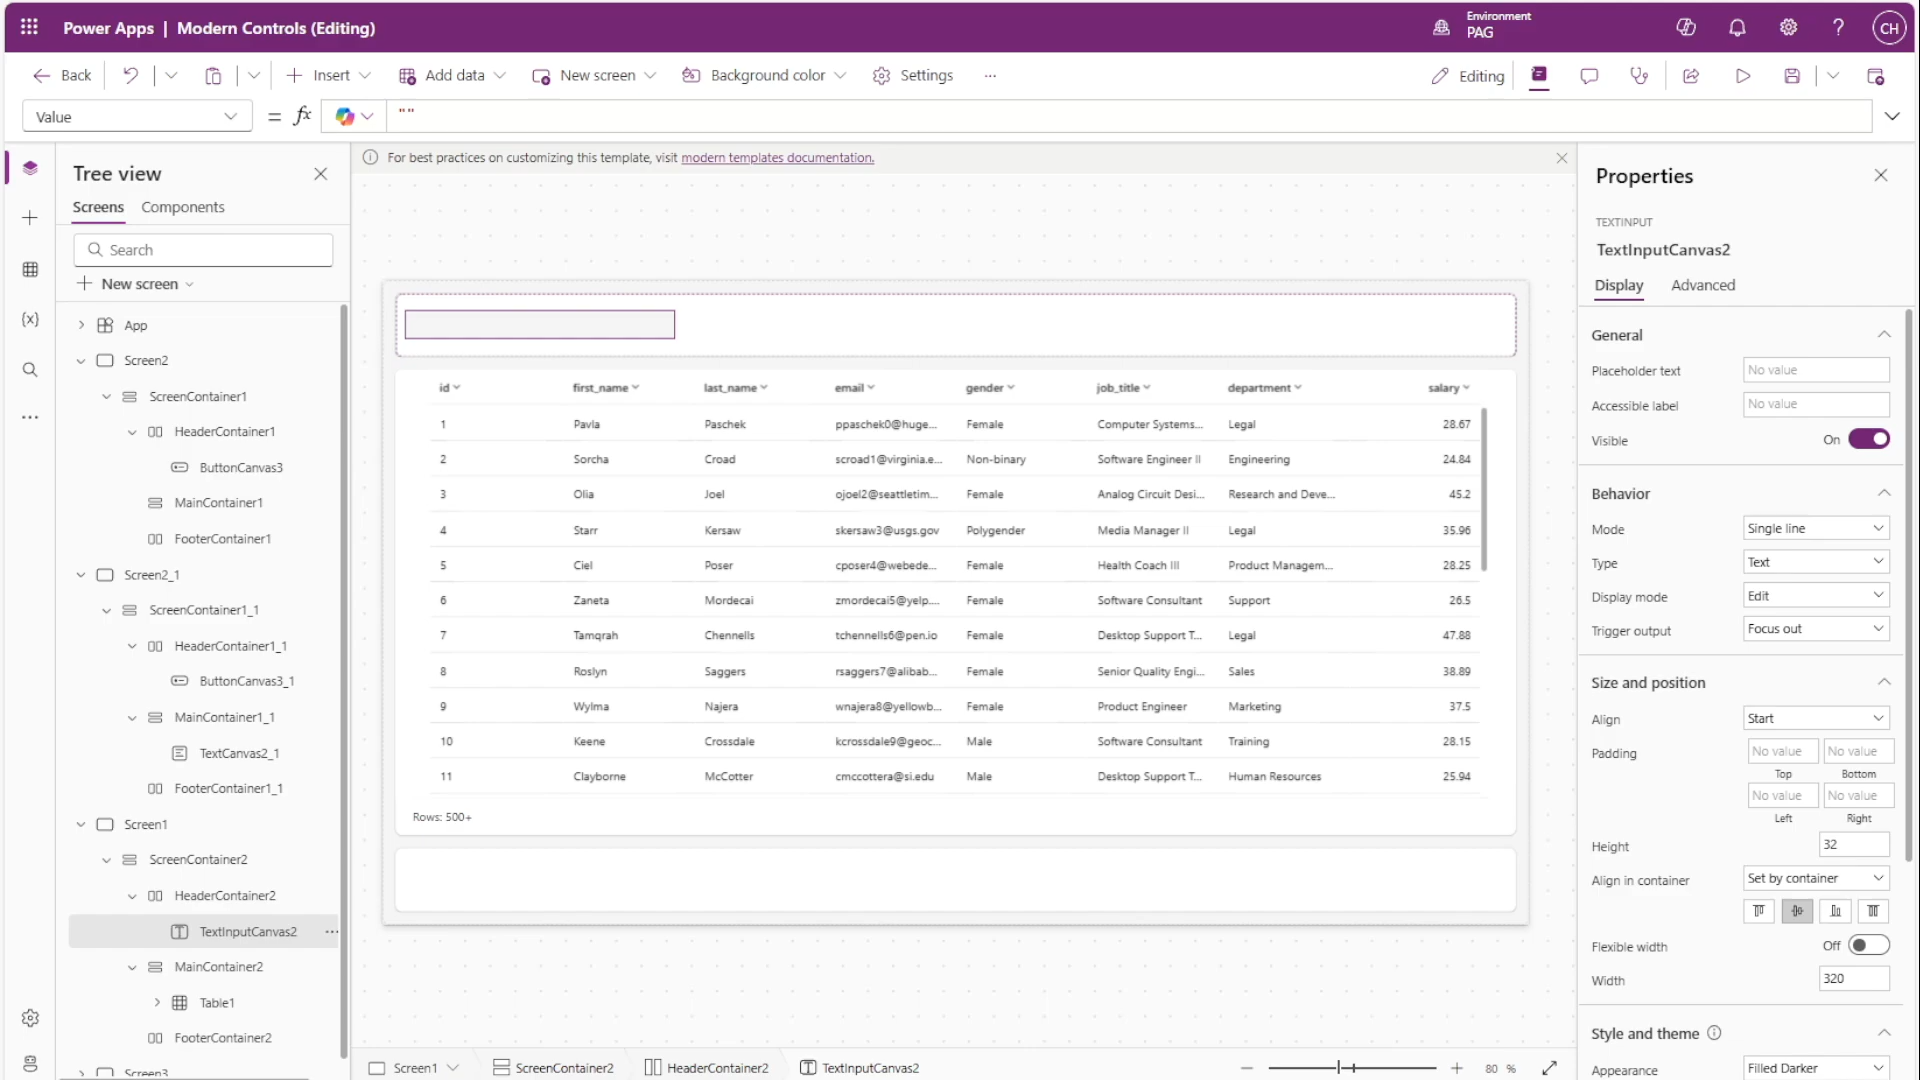 Power Apps | Modern Controls (Editing)
Environment
PAG
CH
Back
Insert
Add data
New screen
Background color
Settings
...
Editing
Value
=
fx
""
Tree view
Screens
Components
Search
New screen
App
Screen2
ScreenContainer1
HeaderContainer1
ButtonCanvas3
MainContainer1
FooterContainer1
Screen2_1
ScreenContainer1_1
HeaderContainer1_1
ButtonCanvas3_1
MainContainer1_1
TextCanvas2_1
FooterContainer1_1
Screen1
ScreenContainer2
HeaderContainer2
TextInputCanvas2
MainContainer2
Table1
FooterContainer2
Screen3
For best practices on customizing this template, visit modern templates documentation.
id first_name last_name email gender job_title department salary
1 Pavla Paschek ppaschek0@huge... Female Computer Systems... Legal 28.67
2 Sorcha Croad scroad1@virginia.e... Non-binary Software Engineer II Engineering 24.84
3 Olia Joel ojoel2@seattletim... Female Analog Circuit Desi... Research and Deve... 45.2
4 Starr Kersaw skersaw3@usgs.gov Polygender Media Manager II Legal 35.96
5 Ciel Poser cposer4@webede... Female Health Coach III Product Managem... 28.25
6 Zaneta Mordecai zmordecai5@yelp.... Female Software Consultant Support 26.5
7 Tamqrah Chennells tchennells6@pen.io Female Desktop Support T... Legal 47.88
8 Roslyn Saggers rsaggers7@alibab... Female Senior Quality Engi... Sales 38.89
9 Wylma Najera wnajera8@yellowb... Female Product Engineer Marketing 37.5
10 Keene Crossdale kcrossdale9@geoc... Male Software Consultant Training 28.15
11 Clayborne McCotter cmccottera@si.edu Male Desktop Support T... Human Resources 25.94
Rows: 500+
Screen1
ScreenContainer2
HeaderContainer2
TextInputCanvas2
80 %
Properties
TEXTINPUT
TextInputCanvas2
Display
Advanced
General
Placeholder text No value
Accessible label No value
Visible On
Behavior
Mode Single line
Type Text
Display mode Edit
Trigger output Focus out
Size and position
Align Start
Padding No value No value
Top Bottom
No value No value
Left Right
Height 32
Align in container Set by container
Flexible width Off
Width 320
Style and theme
Appearance Filled Darker